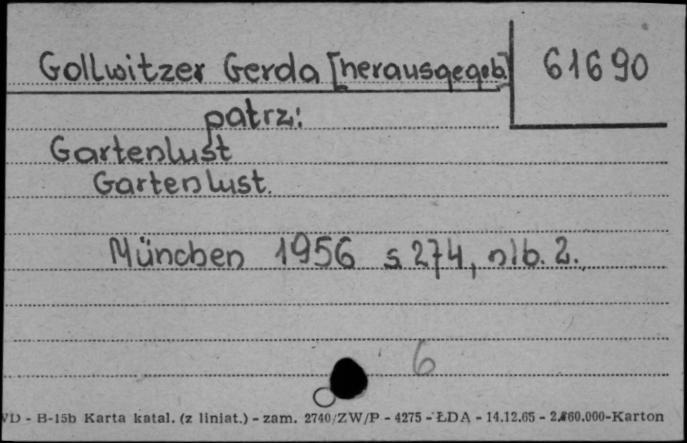 Gollwitzer Gerda [herausgegeb.] 61690
patrz:
Gartenlust
Gartenlust.
München 1956 s. 274, nlb. 2.
6
VD - B-15b Karta katal. (z liniat.) - zam. 2740/ZW/P - 4275 - ŁDA - 14.12.65 - 2.860.000-Karton